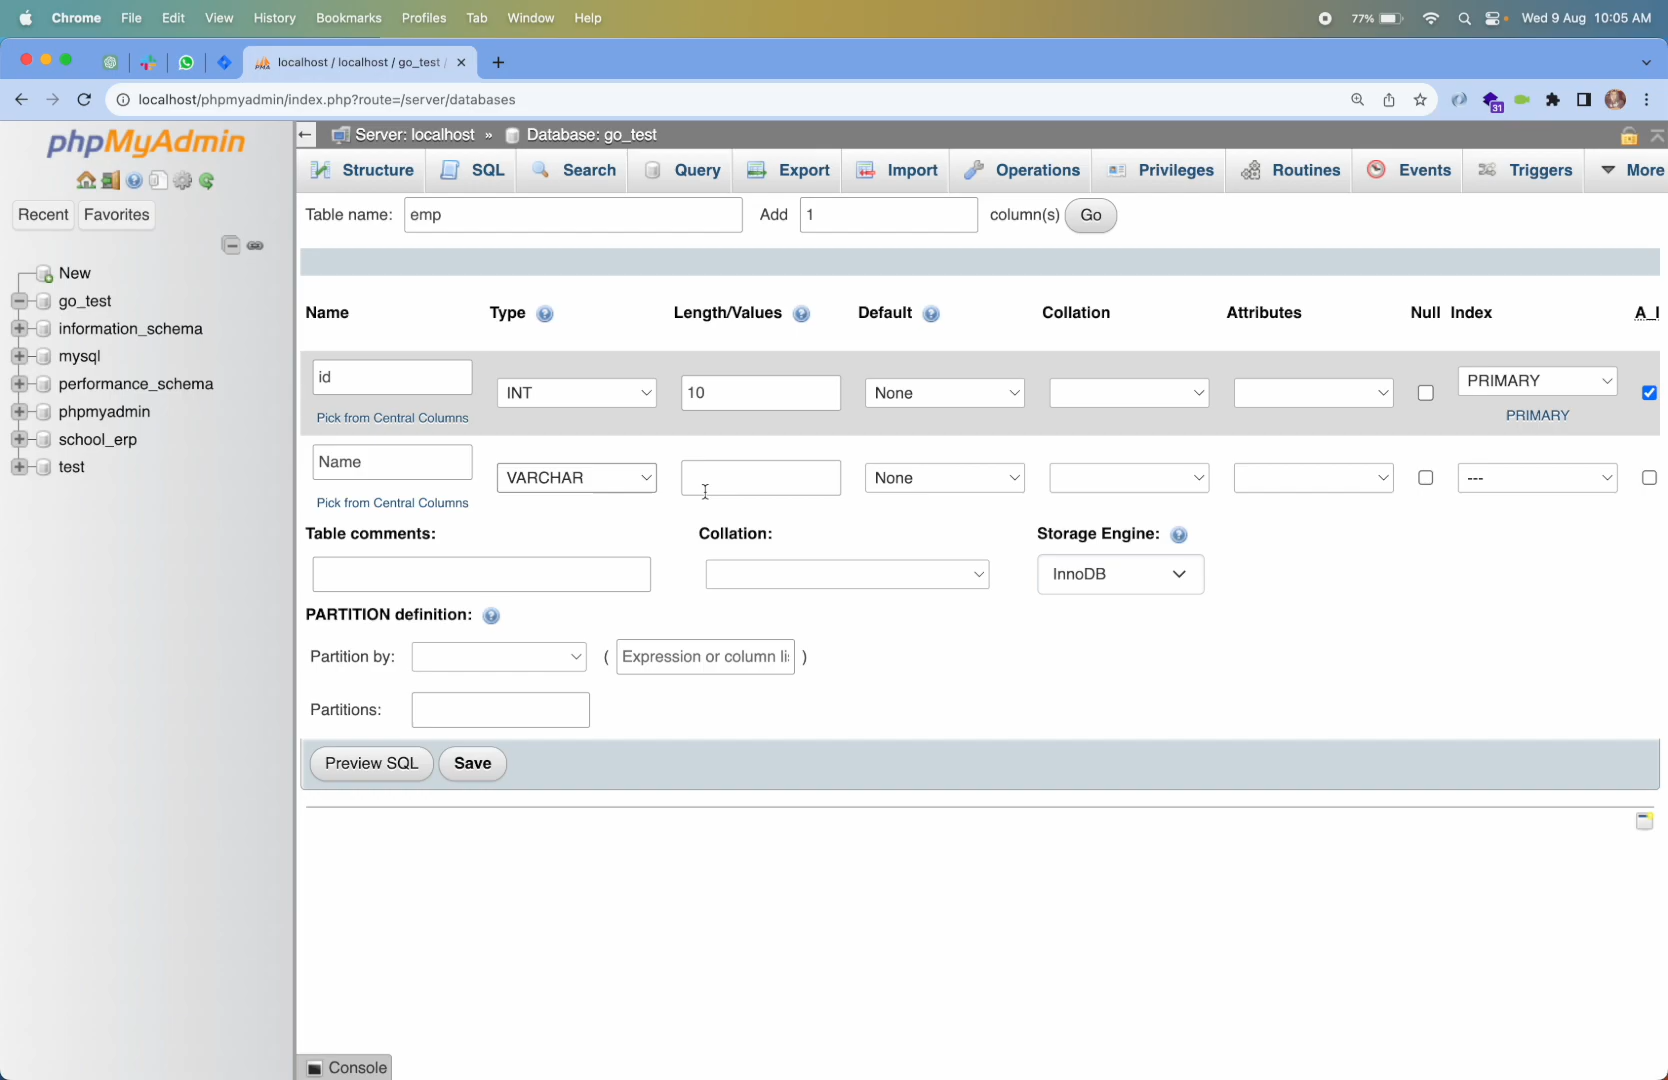 Chrome File Edit View History Bookmarks Profiles Tab Window Help 77% Wed 9 Aug 10:05 AM
localhost / localhost / go_test /
localhost/phpmyadmin/index.php?route=/server/databases
31
phpMyAdmin
Recent Favorites
New
go_test
information_schema
mysql
performance_schema
phpmyadmin
school_erp
test
Server: localhost » Database: go_test
Structure SQL Search Query Export Import Operations Privileges Routines Events Triggers More
Table name: emp Add 1 column(s) Go
Name Type Length/Values Default Collation Attributes Null Index A_I
id INT 10 None PRIMARY
Pick from Central Columns PRIMARY
Name VARCHAR None ---
Pick from Central Columns
Table comments: Collation: Storage Engine:
InnoDB
PARTITION definition:
Partition by: ( Expression or column li )
Partitions:
Preview SQL Save
Console